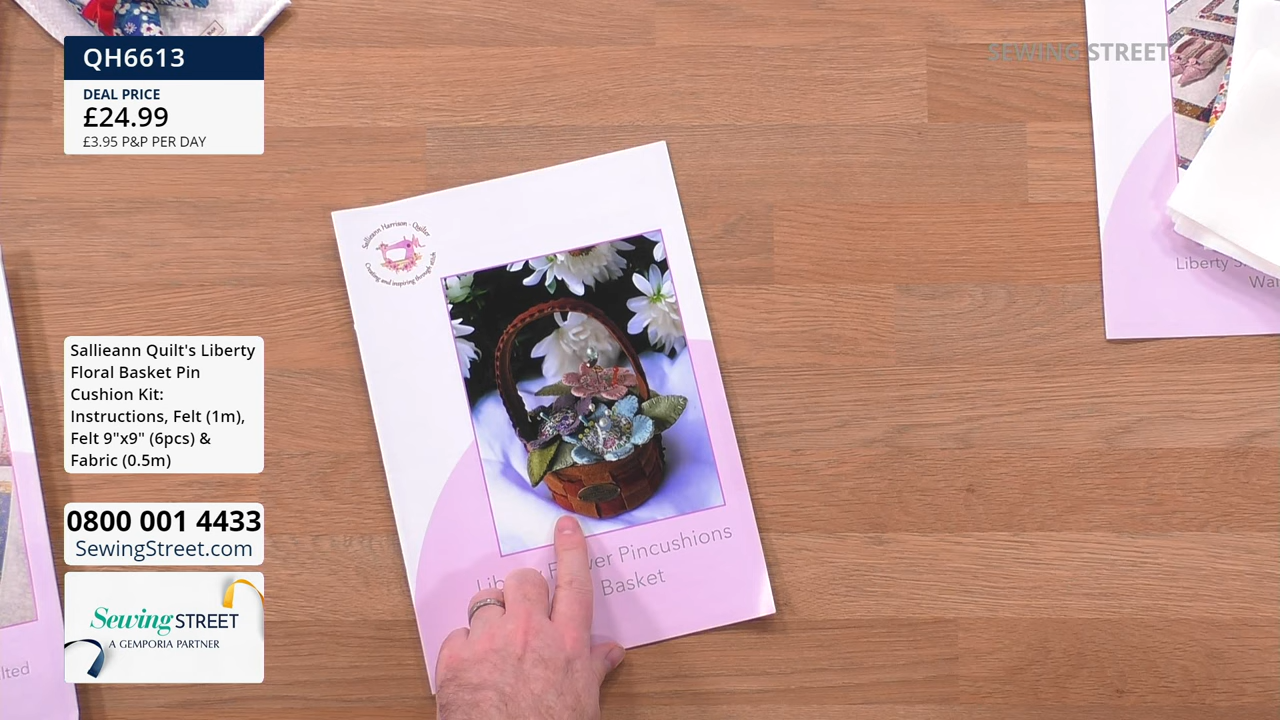 QH6613
DEAL PRICE
£24.99
£3.95 P&P PER DAY
SEWING STREET
Sallieann Harrison - Quilter
Creating and inspiring through stitch
Sallieann Quilt's Liberty
Floral Basket Pin
Cushion Kit:
Instructions, Felt (1m),
Felt 9"x9" (6pcs) &
Fabric (0.5m)
0800 001 4433
SewingStreet.com
Sewing STREET
A GEMPORIA PARTNER
Pincushions
Basket
Liberty
lted